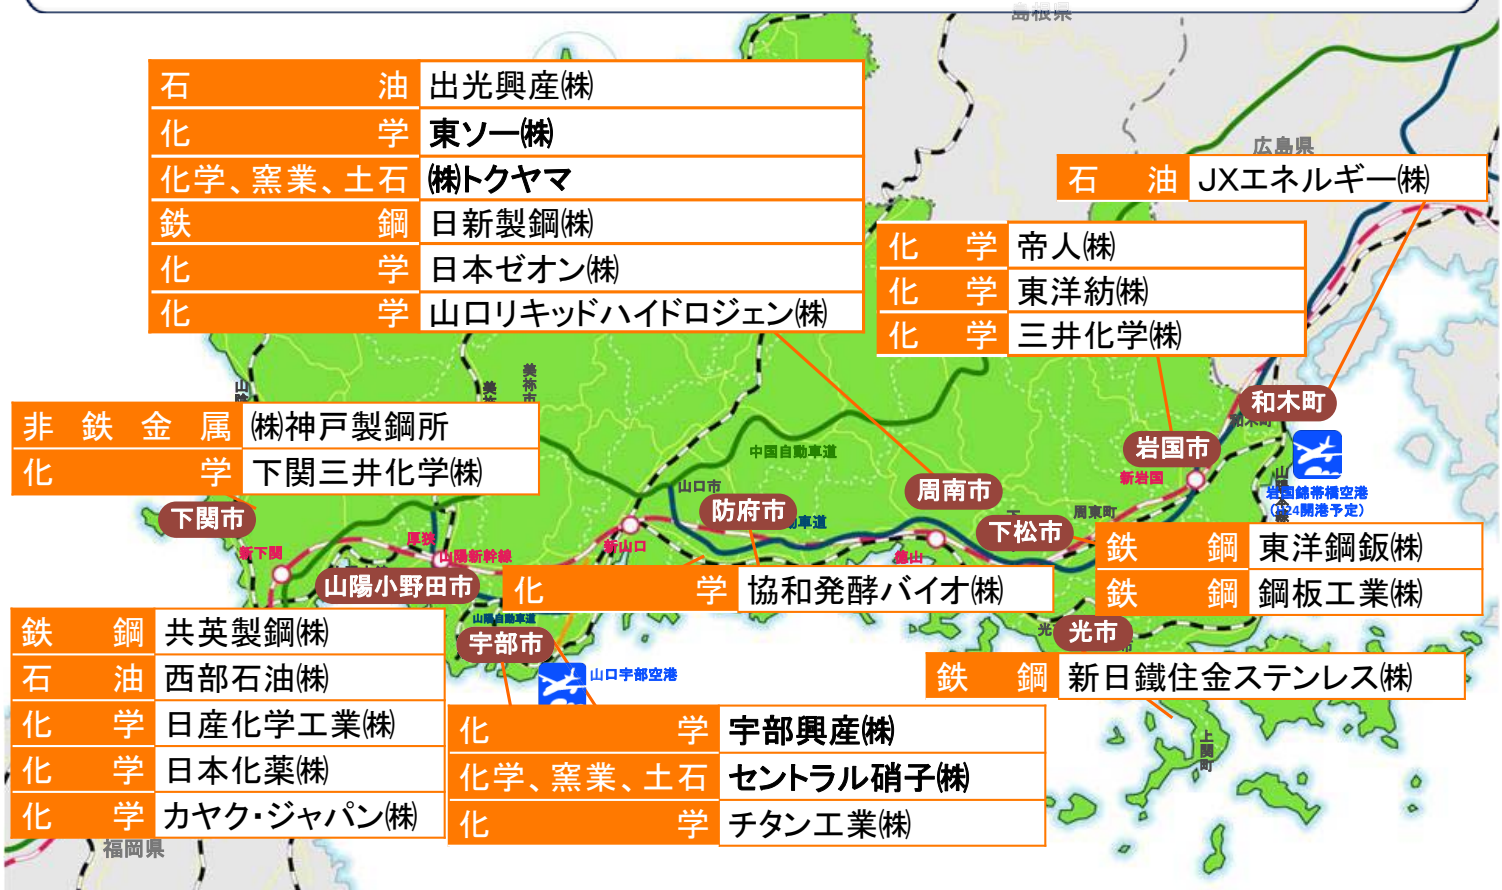 島根県
石油 出光興産㈱
化学 東ソー㈱
化学、窯業、土石 ㈱トクヤマ
鉄鋼 日新製鋼㈱
化学 日本ゼオン㈱
化学 山口リキッドハイドロジェン㈱
広島県
石油 JXエネルギー㈱
化学 帝人㈱
化学 東洋紡㈱
化学 三井化学㈱
美祢市
和木町
非鉄金属 ㈱神戸製鋼所
化学 下関三井化学㈱
岩国市
中国自動車道
新岩国
山口市
周南市
岩国錦帯橋空港
下関市
防府市
周東町
下松市
新下関
厚狭
山陽新幹線
新山口
徳山
鉄鋼 東洋鋼鈑㈱
鉄鋼 鋼板工業㈱
山陽小野田市
化学 協和発酵バイオ㈱
山陽自動車道
宇部市
光市
鉄鋼 共英製鋼㈱
石油 西部石油㈱
化学 日産化学工業㈱
化学 日本化薬㈱
化学 カヤク・ジャパン㈱
山口宇部空港
鉄鋼 新日鐵住金ステンレス㈱
化学 宇部興産㈱
化学、窯業、土石 セントラル硝子㈱
化学 チタン工業㈱
上関町
福岡県